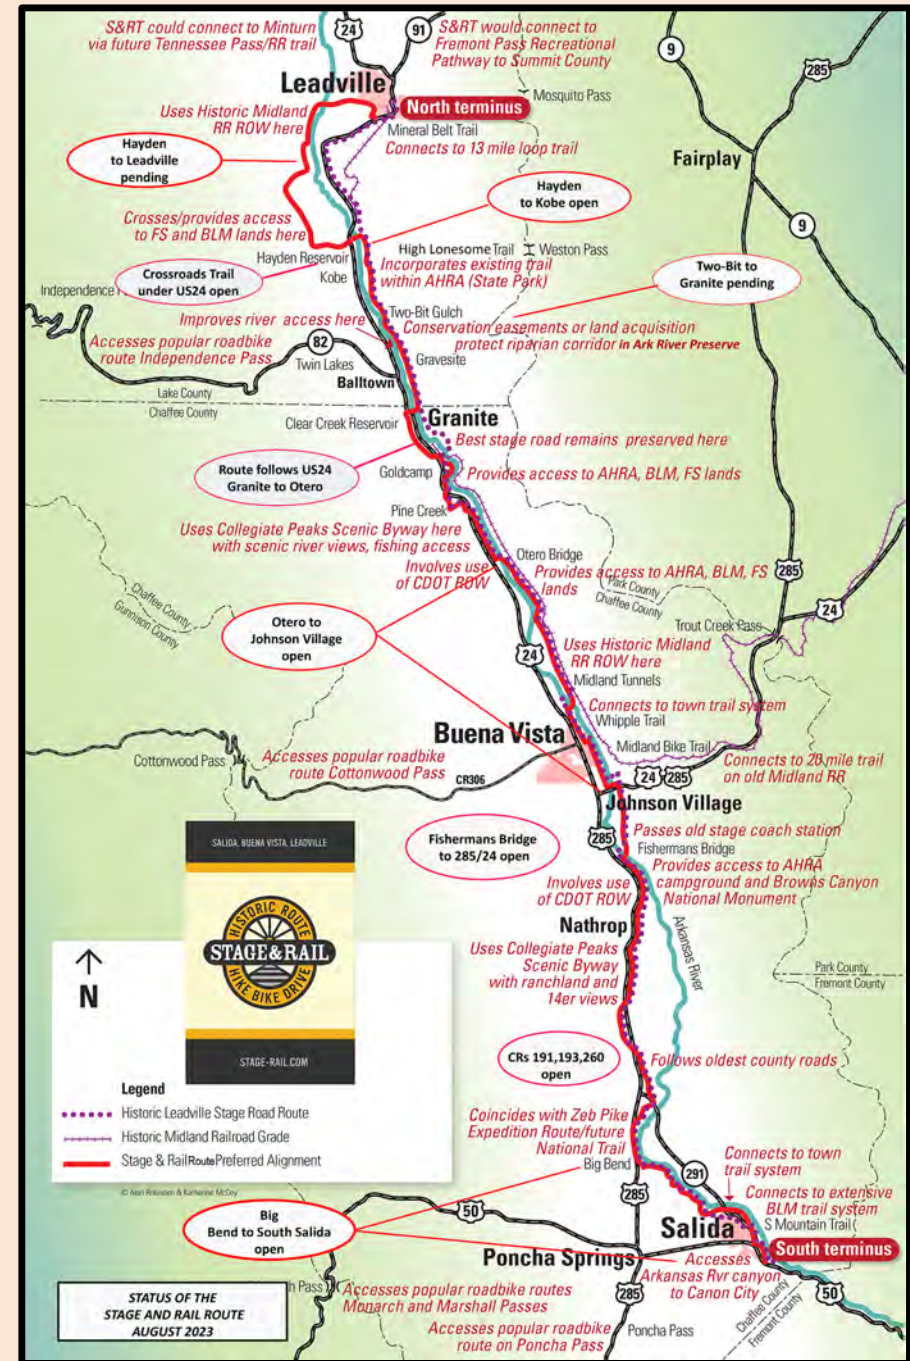 S&RT could connect to Minturn
via future Tennessee Pass/RR trail
24
91
S&RT would connect to
Fremont Pass Recreational
Pathway to Summit County
9
285
Leadville
Mosquito Pass
North terminus
Uses Historic Midland
RR ROW here
Mineral Belt Trail
Connects to 13 mile loop trail
Fairplay
Hayden
to Leadville
pending
Hayden
to Kobe open
9
Crosses/provides access
to FS and BLM lands here
High Lonesome Trail
Weston Pass
Hayden Reservoir
Incorporates existing trail
within AHRA (State Park)
Kobe
Crossroads Trail
under US24 open
Two-Bit to
Granite pending
Independence
Two-Bit Gulch
Improves river access here
Conservation easements or land acquisition
protect riparian corridor in Ark River Preserve
Accesses popular roadbike
route Independence Pass
82
Gravesite
Twin Lakes
Balltown
Lake County
Chaffee County
Clear Creek Reservoir
Granite
Best stage road remains preserved here
Route follows US24
Granite to Otero
Goldcamp
Provides access to AHRA, BLM, FS lands
Pine Creek
Uses Collegiate Peaks Scenic Byway here
with scenic river views, fishing access
Otero Bridge
Involves use
of CDOT ROW
Provides access to AHRA, BLM, FS
lands
Park County
Chaffee County
285
24
Chaffee County
Gunnison County
Trout Creek Pass
Otero to
Johnson Village
open
24
Uses Historic Midland
RR ROW here
Midland Tunnels
Connects to town trail system
Whipple Trail
Buena Vista
Midland Bike Trail
Cottonwood Pass
Accesses popular roadbike
route Cottonwood Pass
CR306
24
285
Connects to 20 mile trail
on old Midland RR
Johnson Village
285
Passes old stage coach station
Fishermans Bridge
Fishermans Bridge
to 285/24 open
SALIDA, BUENA VISTA, LEADVILLE
HISTORIC ROUTE
STAGE & RAIL
HIKE BIKE DRIVE
STAGE-RAIL.COM
Provides access to AHRA
campground and Browns Canyon
National Monument
Involves use
of CDOT ROW
Nathrop
Arkansas River
Uses Collegiate Peaks
Scenic Byway
with ranchland and
14er views
Park County
Fremont County
N
CRs 191,193,260
open
Follows oldest county roads
Legend
Historic Leadville Stage Road Route
Historic Midland Railroad Grade
Stage & Rail Route Preferred Alignment
Coincides with Zeb Pike
Expedition Route/future
National Trail
Big Bend
291
Connects to town
trail system
Connects to extensive
BLM trail system
S Mountain Trail
285
Big
Bend to South Salida
open
50
Salida
South terminus
Poncha Springs
Accesses
Arkansas Rvr canyon
to Canon City
285
50
Chaffee County
Fremont County
STATUS OF THE
STAGE AND RAIL ROUTE
AUGUST 2023
Pass
Accesses popular roadbike routes
Monarch and Marshall Passes
Poncha Pass
Accesses popular roadbike
route on Poncha Pass